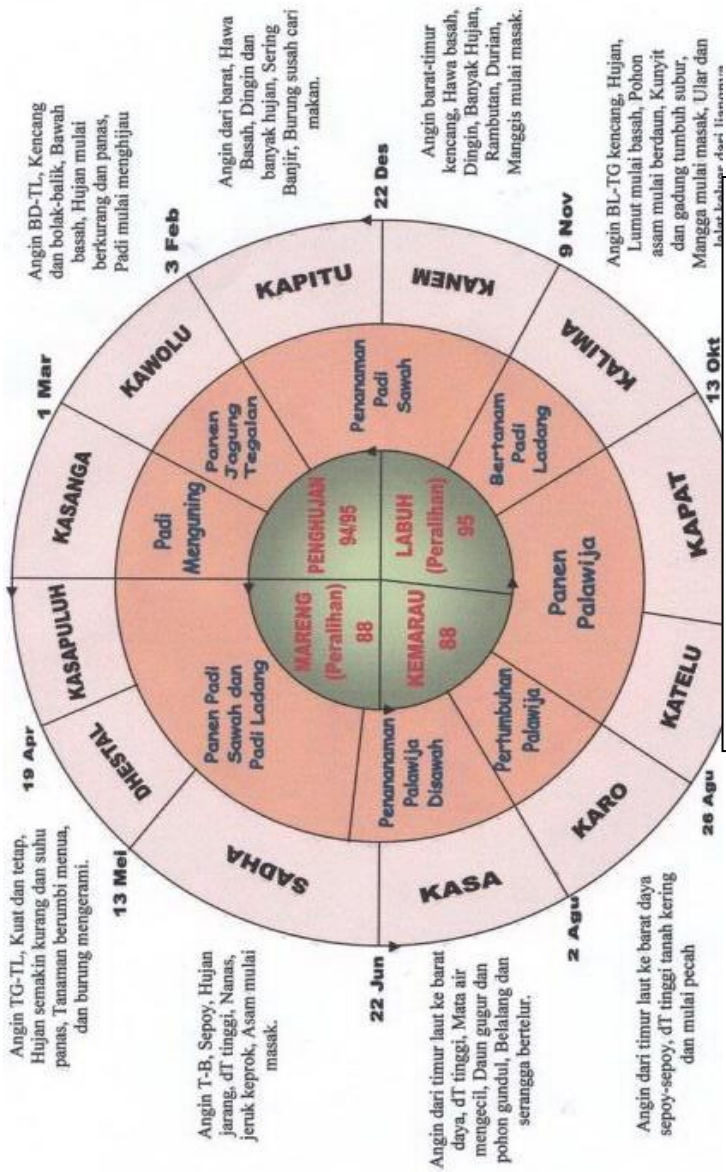 Angin BD-TL, Kencang
dan bolak-balik, Bawah
basah, Hujan mulai
berkurang dan panas,
Padi mulai menghijau
Angin dari barat, Hawa
Basah, Dingin dan
banyak hujan, Sering
Banjir, Burung susah cari
makan.
Angin barat-timur
kencang, Hawa basah,
Dingin, Banyak Hujan,
Rambutan, Durian,
Manggis mulai masak.
Angin BL-TG kencang, Hujan,
Lumut mulai basah, Pohon
asam mulai berdaun, Kunyit
dan gadung tumbuh subur,
Mangga mulai masak, Ular dan
Angin TG-TL, Kuat dan tetap,
Hujan semakin kurang dan suhu
panas, Tanaman berumbi menua,
dan burung mengerami.
Angin T-B, Sepoy, Hujan
jarang, dT tinggi, Nanas,
jeruk keprok, Asam mulai
masak.
Angin dari timur laut ke barat
daya, dT tinggi, Mata air
mengecil, Daun gugur dan
pohon gundul, Belalang dan
serangga bertelur.
Angin dari timur laut ke barat daya
sepoy-sepoy, dT tinggi tanah kering
dan mulai pecah
1 Mar
3 Feb
22 Des
9 Nov
13 Okt
26 Agu
2 Agu
22 Jun
13 Mei
19 Apr
KASANGA
KAWOLU
KAPITU
KANEM
KALIMA
KAPAT
KATELU
KARO
KASA
SADHA
DHESTAL
KASAPULUH
Padi
Menguning
Panen
Jagung
Tegalan
Penanaman
Padi
Sawah
Bertanam
Padi
Ladang
Panen
Palawija
Pertumbuhan
Palawija
Penananaman
Palawija
Disawah
Panen Padi
Sawah dan
Padi Ladang
PENGHUJAN
94/95
LABUH
(Peralihan)
95
KEMARAU
88
MARENG
(Peralihan)
88